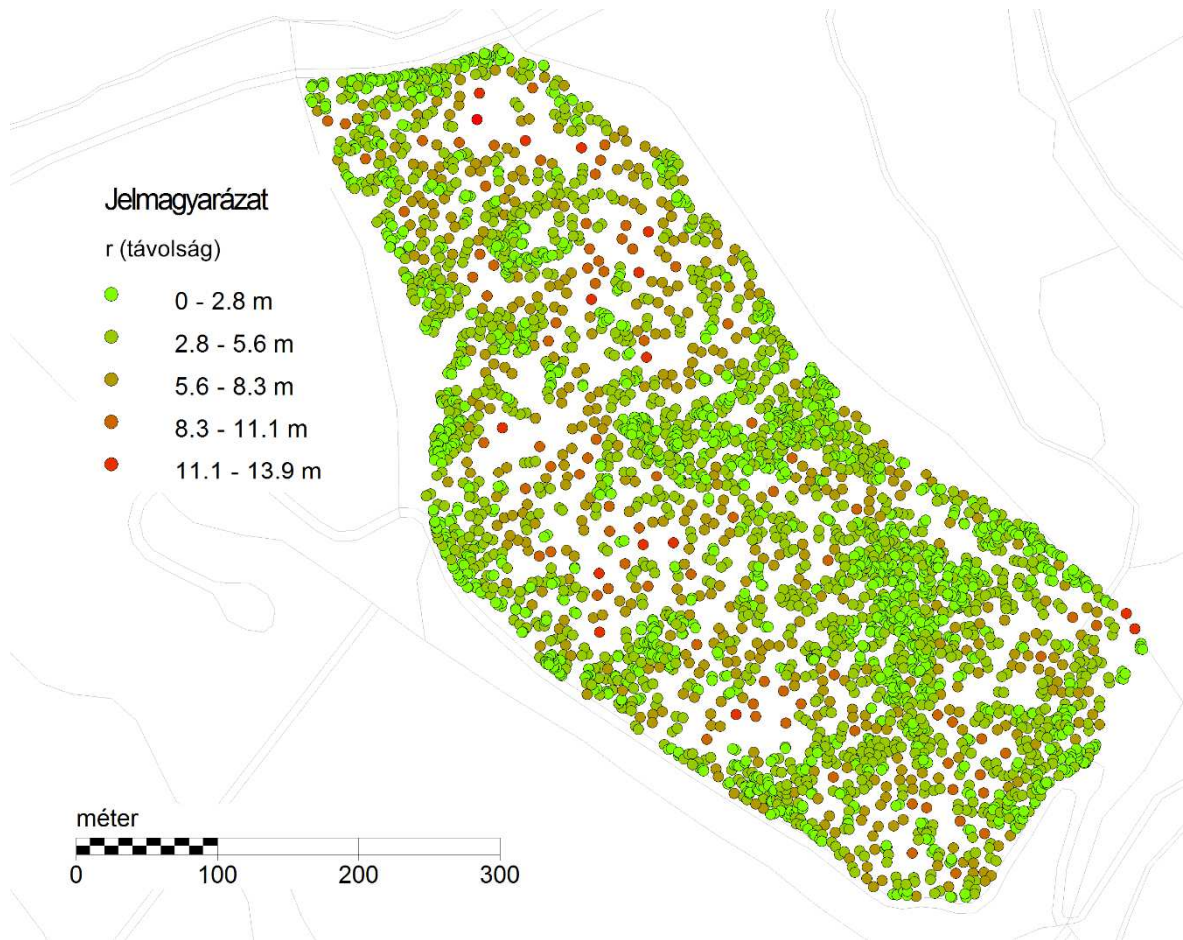 Jelmagyarázat
r (távolság)
0 - 2.8 m
2.8 - 5.6 m
5.6 - 8.3 m
8.3 - 11.1 m
11.1 - 13.9 m
méter
0 100 200 300